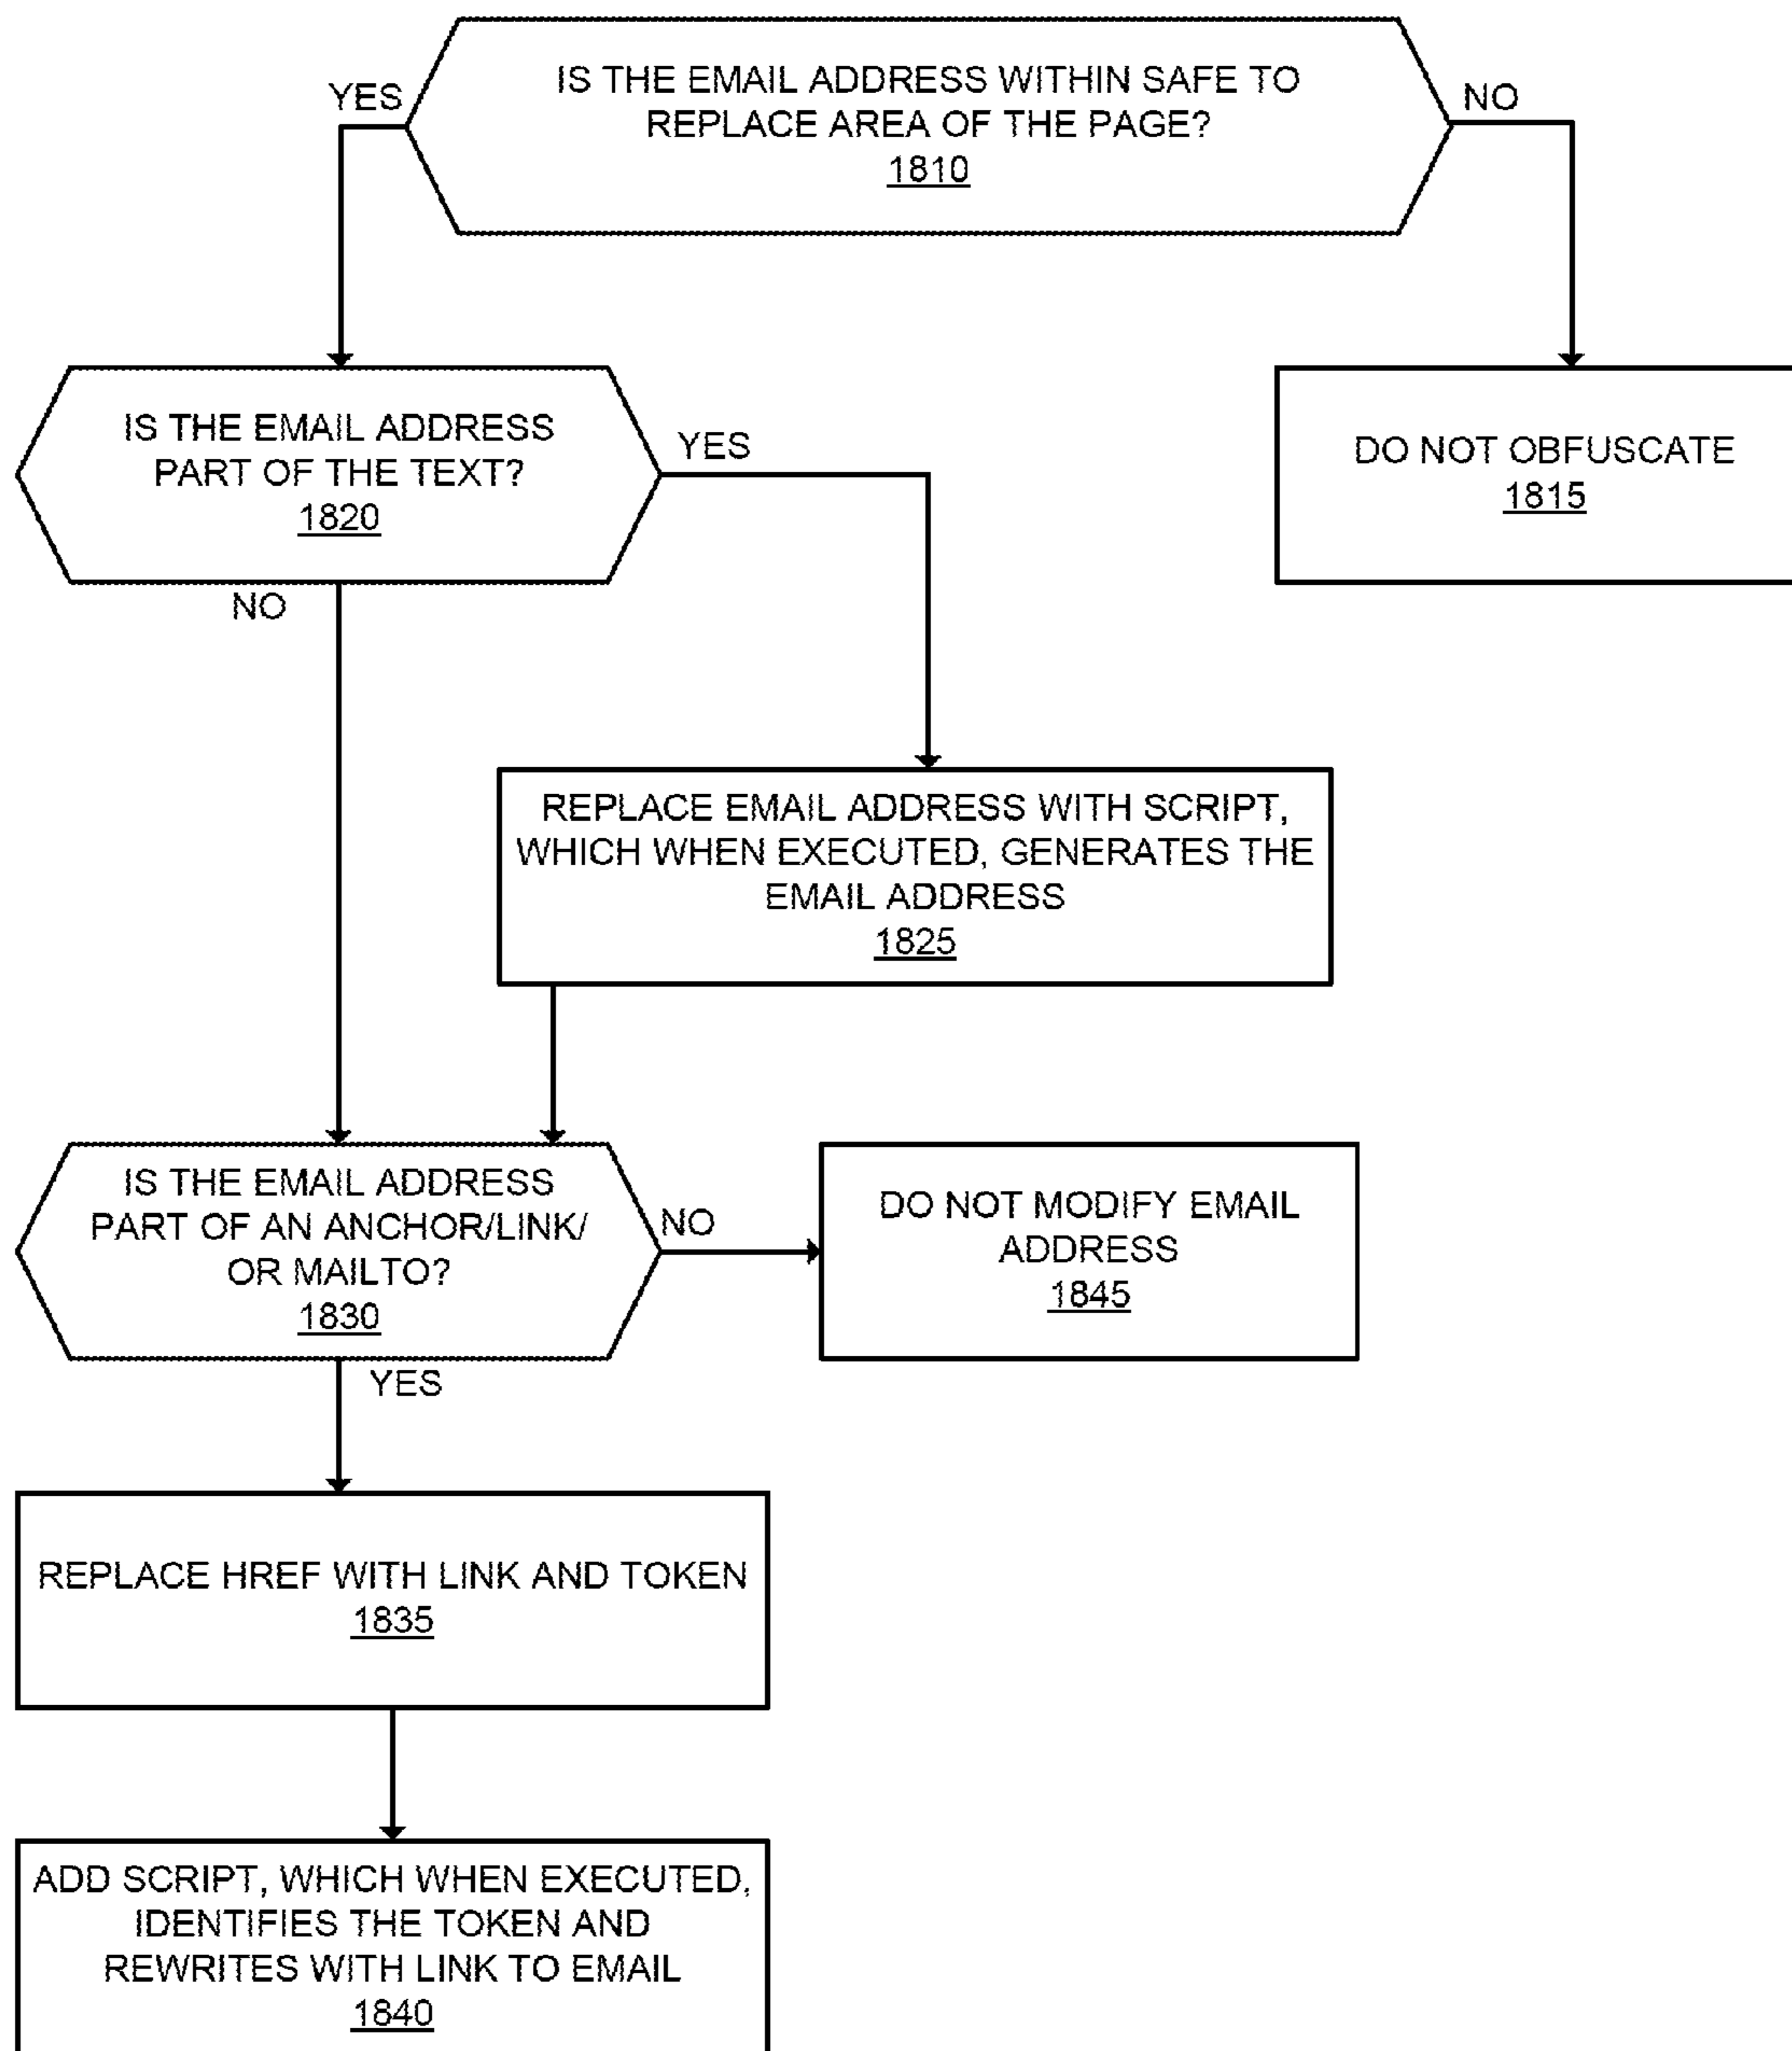 IS THE EMAIL ADDRESS WITHIN SAFE TO
REPLACE AREA OF THE PAGE?
1810
YES
NO
IS THE EMAIL ADDRESS
PART OF THE TEXT?
1820
YES
NO
DO NOT OBFUSCATE
1815
REPLACE EMAIL ADDRESS WITH SCRIPT,
WHICH WHEN EXECUTED, GENERATES THE
EMAIL ADDRESS
1825
IS THE EMAIL ADDRESS
PART OF AN ANCHOR/LINK/
OR MAILTO?
1830
NO
YES
DO NOT MODIFY EMAIL
ADDRESS
1845
REPLACE HREF WITH LINK AND TOKEN
1835
ADD SCRIPT, WHICH WHEN EXECUTED,
IDENTIFIES THE TOKEN AND
REWRITES WITH LINK TO EMAIL
1840